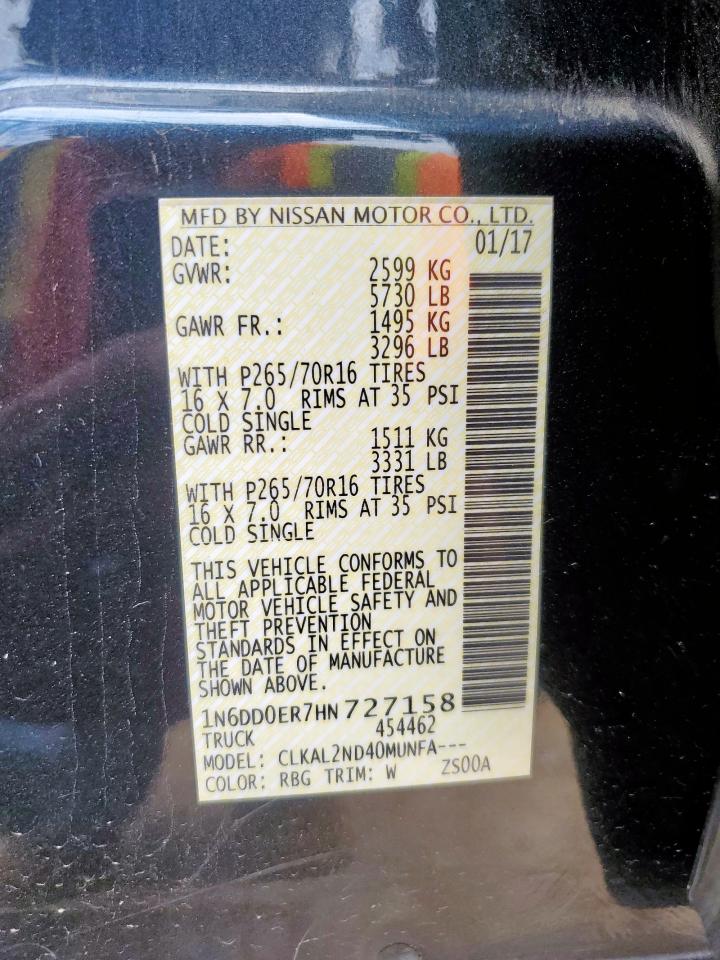 MFD BY NISSAN MOTOR CO., LTD.
DATE: 01/17
GVWR: 2599 KG
5730 LB
GAWR FR.: 1495 KG
3296 LB
WITH P265/70R16 TIRES
16 X 7.0 RIMS AT 35 PSI
COLD SINGLE
GAWR RR.: 1511 KG
3331 LB
WITH P265/70R16 TIRES
16 X 7.0 RIMS AT 35 PSI
COLD SINGLE
THIS VEHICLE CONFORMS TO
ALL APPLICABLE FEDERAL
MOTOR VEHICLE SAFETY AND
THEFT PREVENTION
STANDARDS IN EFFECT ON
THE DATE OF MANUFACTURE
SHOWN ABOVE.
1N6DD0ER7HN727158
TRUCK 454462
MODEL: CLKAL2ND40MUNFA---
COLOR: RBG TRIM: W ZS00A